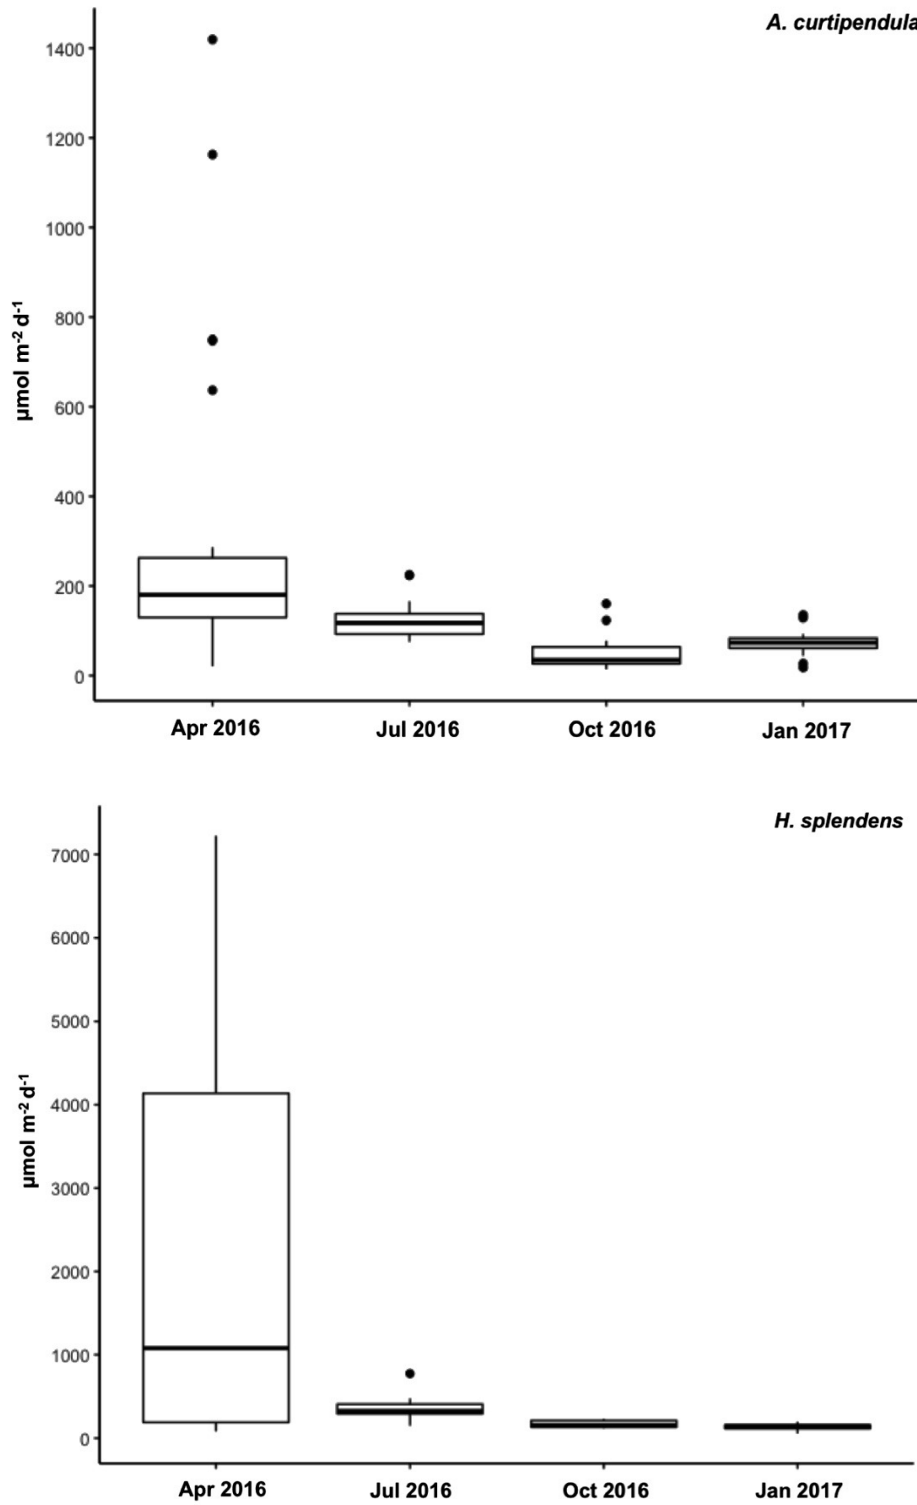 A. curtipendula
1400
1200
1000
800
600
400
200
0
µmol m-2 d-1
Apr 2016 Jul 2016 Oct 2016 Jan 2017
H. splendens
7000
6000
5000
4000
3000
2000
1000
0
µmol m-2 d-1
Apr 2016 Jul 2016 Oct 2016 Jan 2017